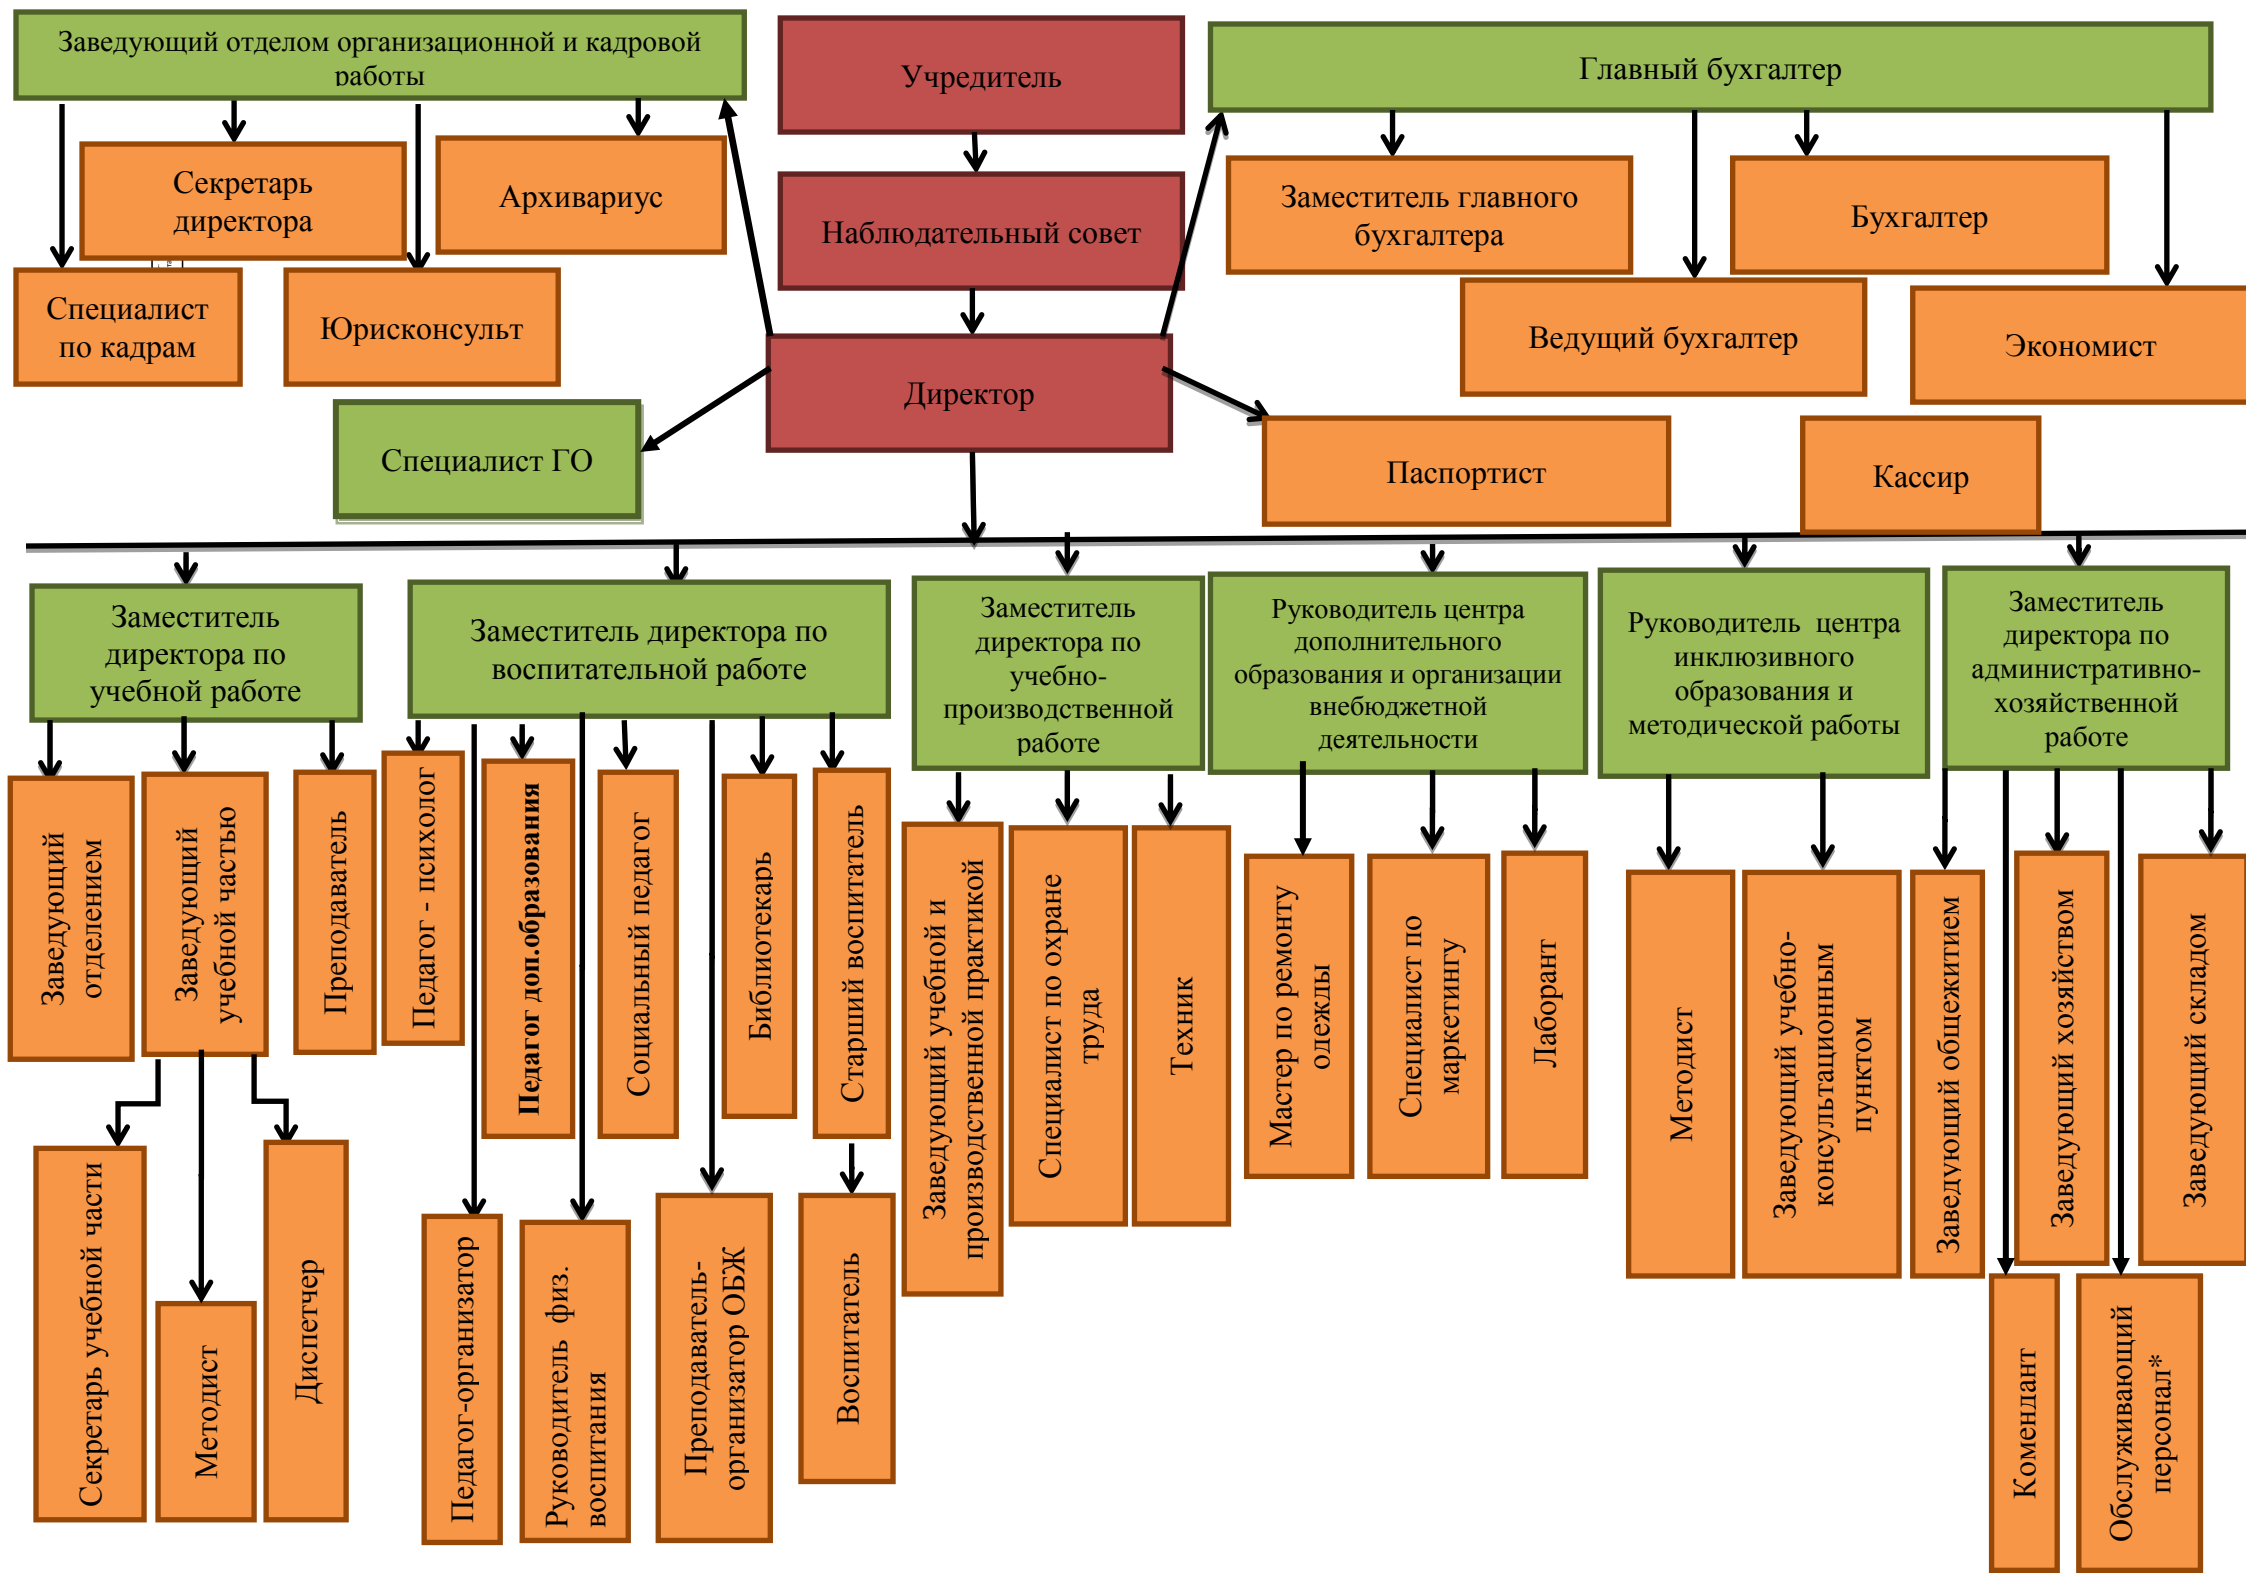 Заведующий отделом организационной и кадровой
работы
Учредитель
Главный бухгалтер
Секретарь
директора
Архивариус
Наблюдательный совет
Заместитель главного
бухгалтера
Бухгалтер
Специалист
по кадрам
Юрисконсульт
Ведущий бухгалтер
Экономист
Директор
Специалист ГО
Паспортист
Кассир
Заместитель
директора по
учебной работе
Заместитель директора по
воспитательной работе
Заместитель
директора по
учебно-
производственной
работе
Руководитель центра
дополнительного
образования и организации
внебюджетной
деятельности
Руководитель центра
инклюзивного
образования и
методической работы
Заместитель
директора по
административно-
хозяйственной
работе
Заведующий
отделением
Заведующий
учебной частью
Преподаватель
Педагог - психолог
Педагог доп.образования
Социальный педагог
Библиотекарь
Старший воспитатель
Заведующий учебной и
производственной практикой
Специалист по охране
труда
Техник
Мастер по ремонту
одежды
Специалист по
маркетингу
Лаборант
Методист
Заведующий учебно-
консультационным
пунктом
Заведующий общежитием
Заведующий хозяйством
Заведующий складом
Секретарь учебной части
Методист
Диспетчер
Педагог-организатор
Руководитель физ.
воспитания
Преподаватель-
организатор ОБЖ
Воспитатель
Комендант
Обслуживающий
персонал*